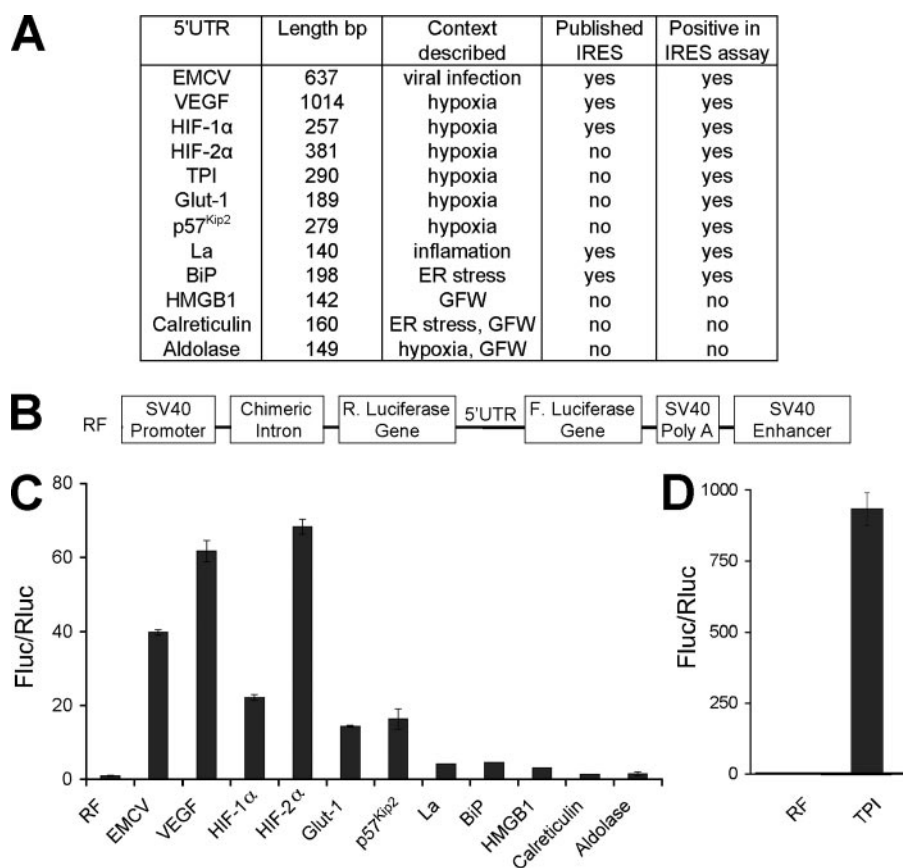 A
5'UTR Length bp Context described Published IRES Positive in IRES assay
EMCV 637 viral infection yes yes
VEGF 1014 hypoxia yes yes
HIF-1α 257 hypoxia yes yes
HIF-2α 381 hypoxia no yes
TPI 290 hypoxia no yes
Glut-1 189 hypoxia no yes
p57Kip2 279 hypoxia no yes
La 140 inflamation yes yes
BiP 198 ER stress yes yes
HMGB1 142 GFW no no
Calreticulin 160 ER stress, GFW no no
Aldolase 149 hypoxia, GFW no no
B
RF SV40 Promoter Chimeric Intron R. Luciferase Gene 5'UTR F. Luciferase Gene SV40 Poly A SV40 Enhancer
C
Fluc/Rluc
80
60
40
20
0
RF EMCV VEGF HIF-1α HIF-2α Glut-1 p57Kip2 La BiP HMGB1 Calreticulin Aldolase
D
Fluc/Rluc
1000
750
500
250
0
RF TPI